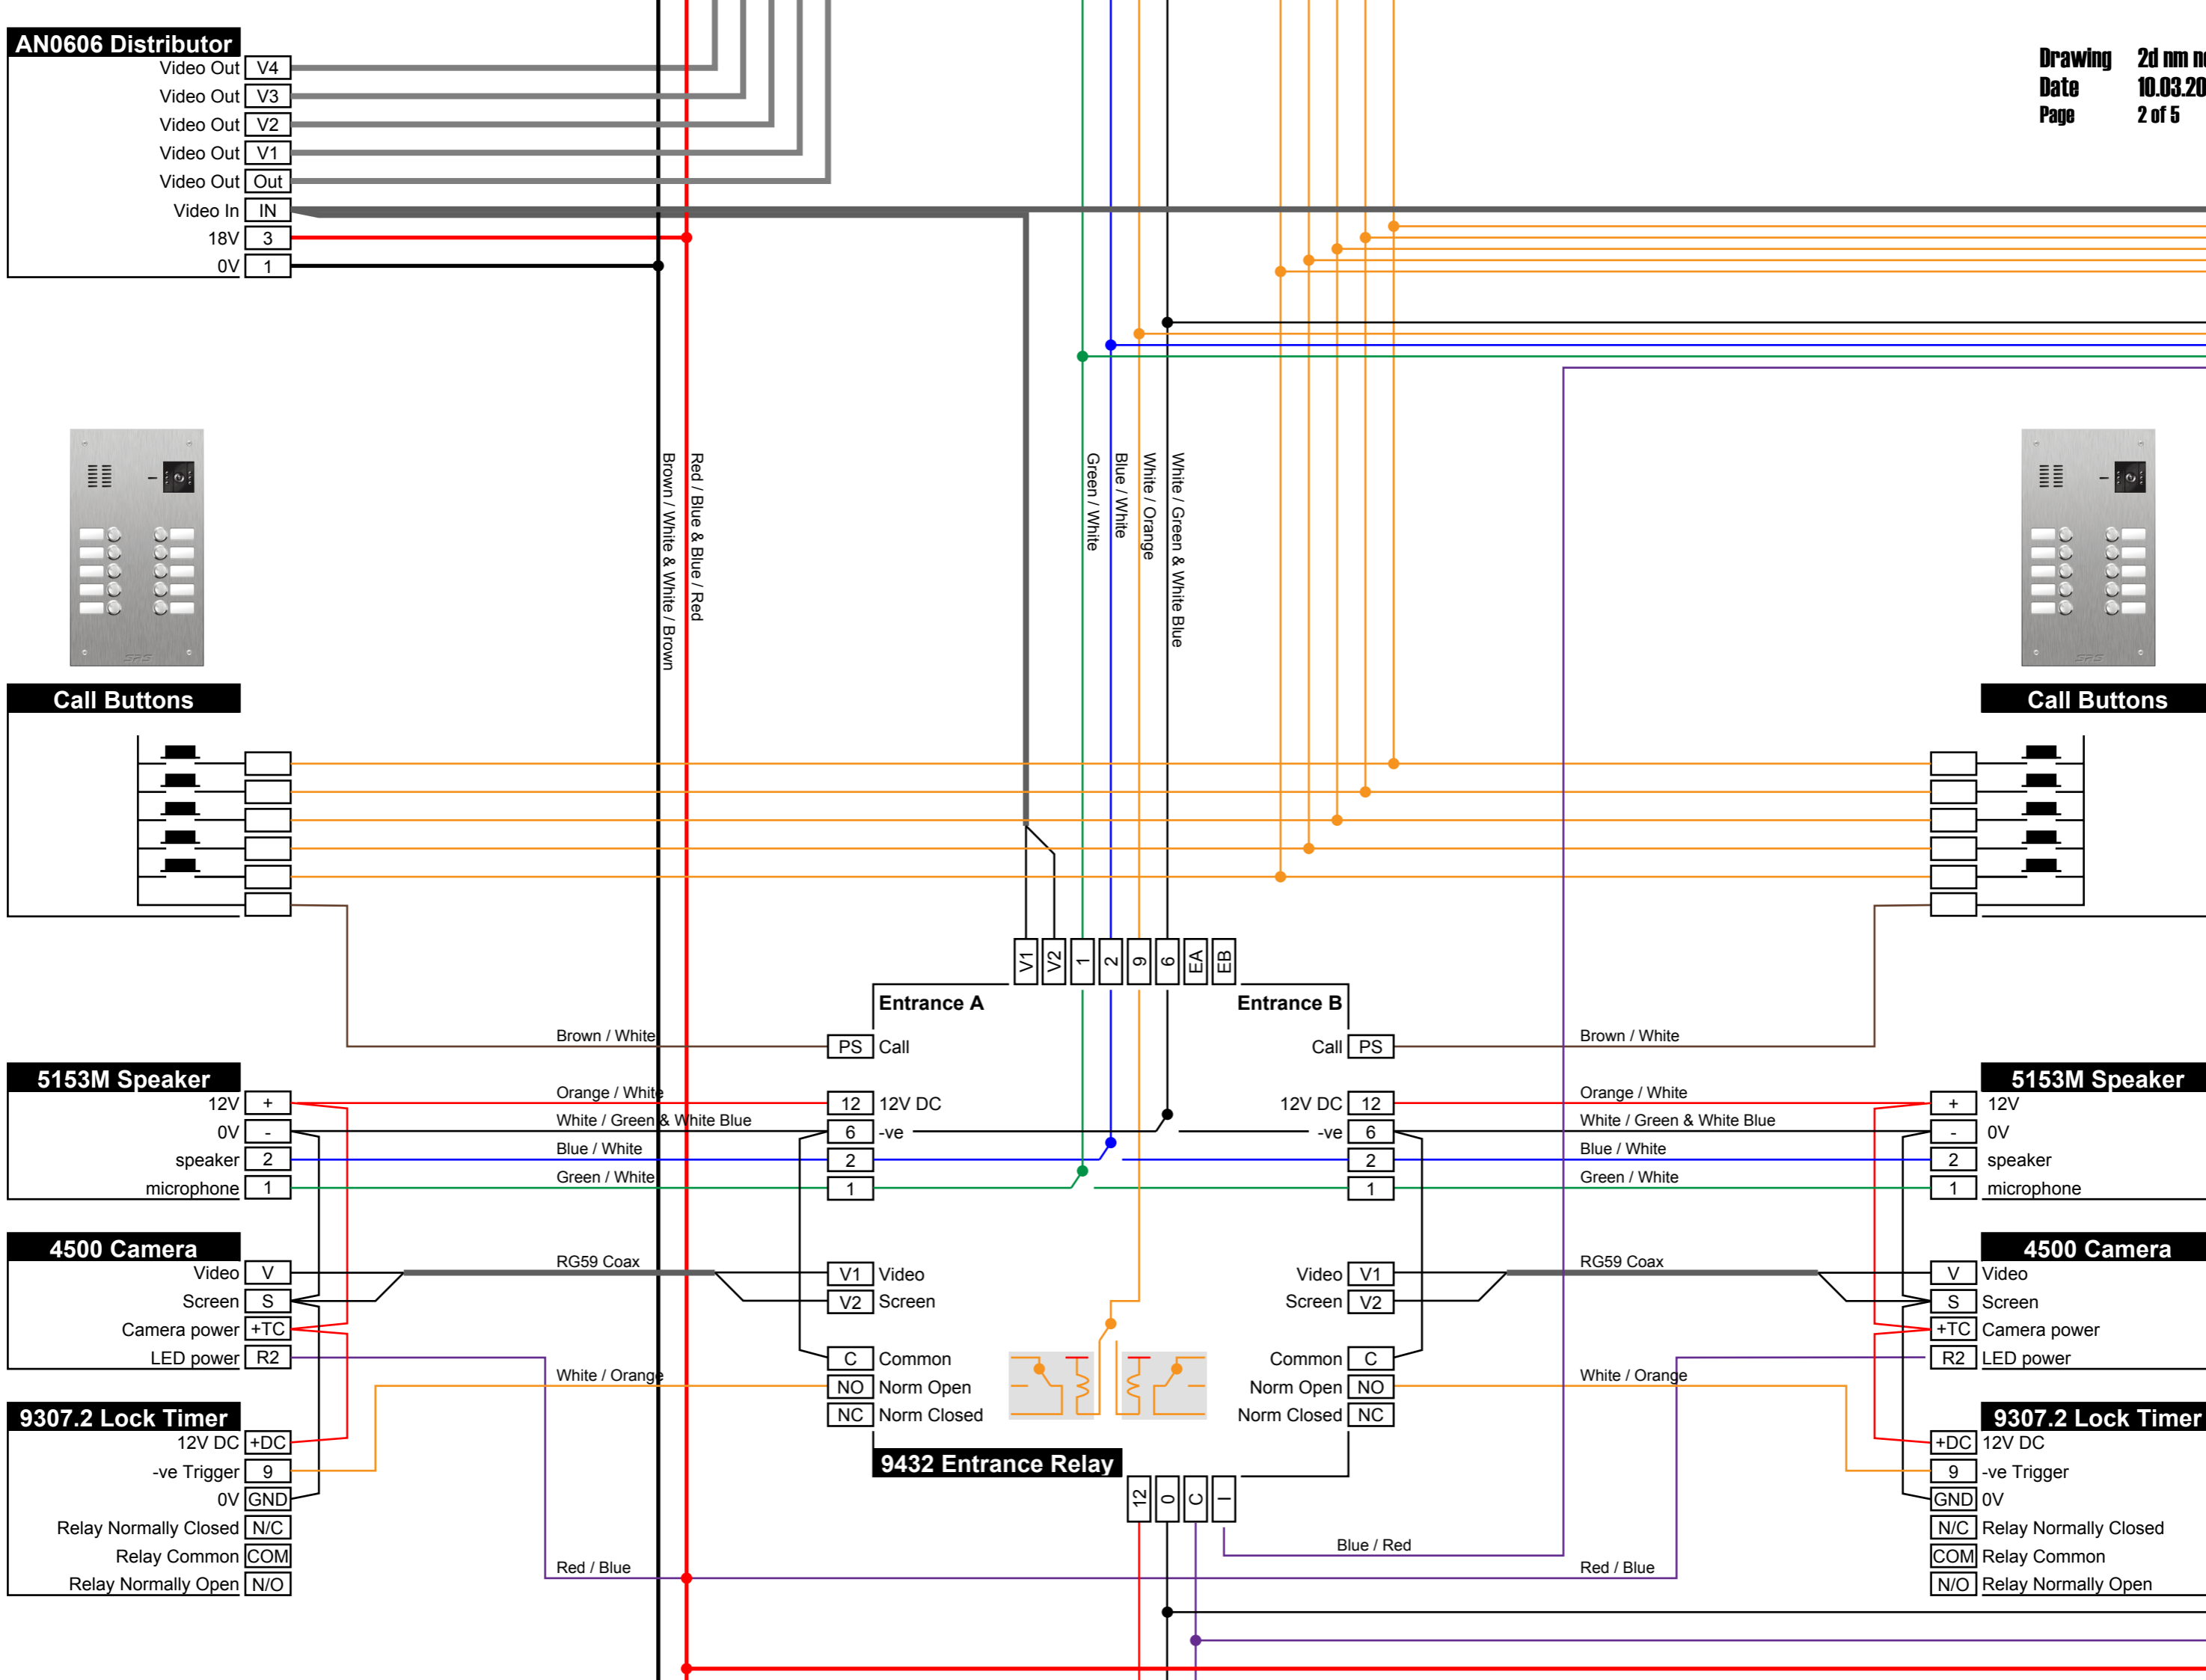 AN0606 Distributor
Video Out V4
Video Out V3
Video Out V2
Video Out V1
Video Out Out
Video In IN
18V 3
0V 1
Drawing 2d nm
Date 10.03.20
Page 2 of 5
Brown / White & White / Brown
Red / Blue & Blue / Red
Green / White
Blue / White
White / Orange
White / Green & White Blue
SRS
SRS
Call Buttons
Call Buttons
V1 V2 1 2 9 6 EA EB
Entrance A
Entrance B
Brown / White
PS Call
Call PS
Brown / White
5153M Speaker
12V +
0V -
speaker 2
microphone 1
Orange / White
White / Green & White Blue
Blue / White
Green / White
12 12V DC
6 -ve
2
1
12V DC 12
-ve 6
2
1
Orange / White
White / Green & White Blue
Blue / White
Green / White
5153M Speaker
+ 12V
- 0V
2 speaker
1 microphone
4500 Camera
Video V
Screen S
Camera power +TC
LED power R2
RG59 Coax
White / Orange
V1 Video
V2 Screen
C Common
NO Norm Open
NC Norm Closed
Video V1
Screen V2
Common C
Norm Open NO
Norm Closed NC
RG59 Coax
White / Orange
4500 Camera
V Video
S Screen
+TC Camera power
R2 LED power
9307.2 Lock Timer
12V DC +DC
-ve Trigger 9
0V GND
Relay Normally Closed N/C
Relay Common COM
Relay Normally Open N/O
9432 Entrance Relay
12 0 C I
Red / Blue
Blue / Red
Red / Blue
9307.2 Lock Timer
+DC 12V DC
9 -ve Trigger
GND 0V
N/C Relay Normally Closed
COM Relay Common
N/O Relay Normally Open